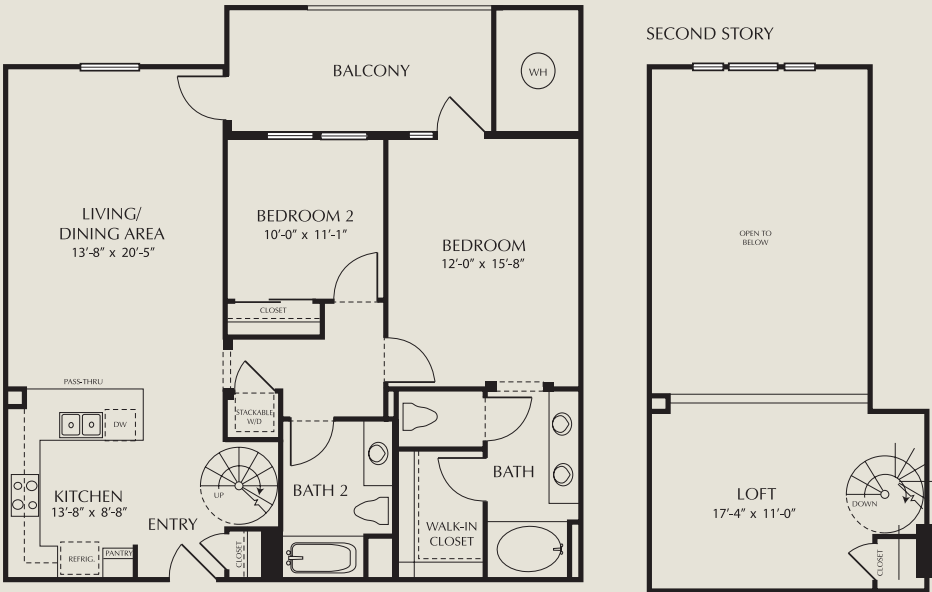 SECOND STORY
BALCONY
WH
LIVING/
DINING AREA
13'-8" x 20'-5"
BEDROOM 2
10'-0" x 11'-1"
BEDROOM
12'-0" x 15'-8"
OPEN TO
BELOW
CLOSET
PASS-THRU
STACKABLE
W/D
DW
BATH
UP
BATH 2
KITCHEN
13'-8" x 8'-8"
ENTRY
WALK-IN
CLOSET
LOFT
17'-4" x 11'-0"
DOWN
REFRIG.
PANTRY
CLOSET
CLOSET